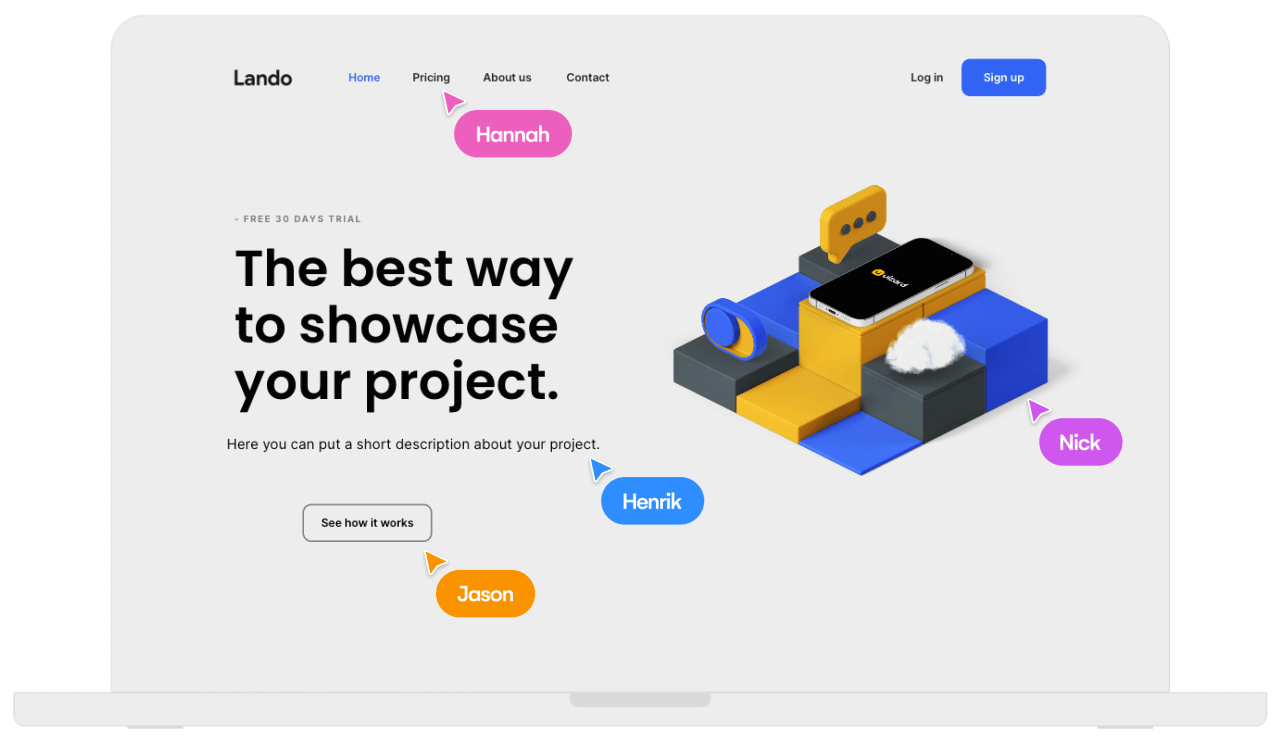 Lando
Home
Pricing
About us
Contact
Log in
Sign up
Hannah
- FREE 30 DAYS TRIAL
The best way
to showcase
your project.
uizard
Here you can put a short description about your project.
Nick
Henrik
See how it works
Jason